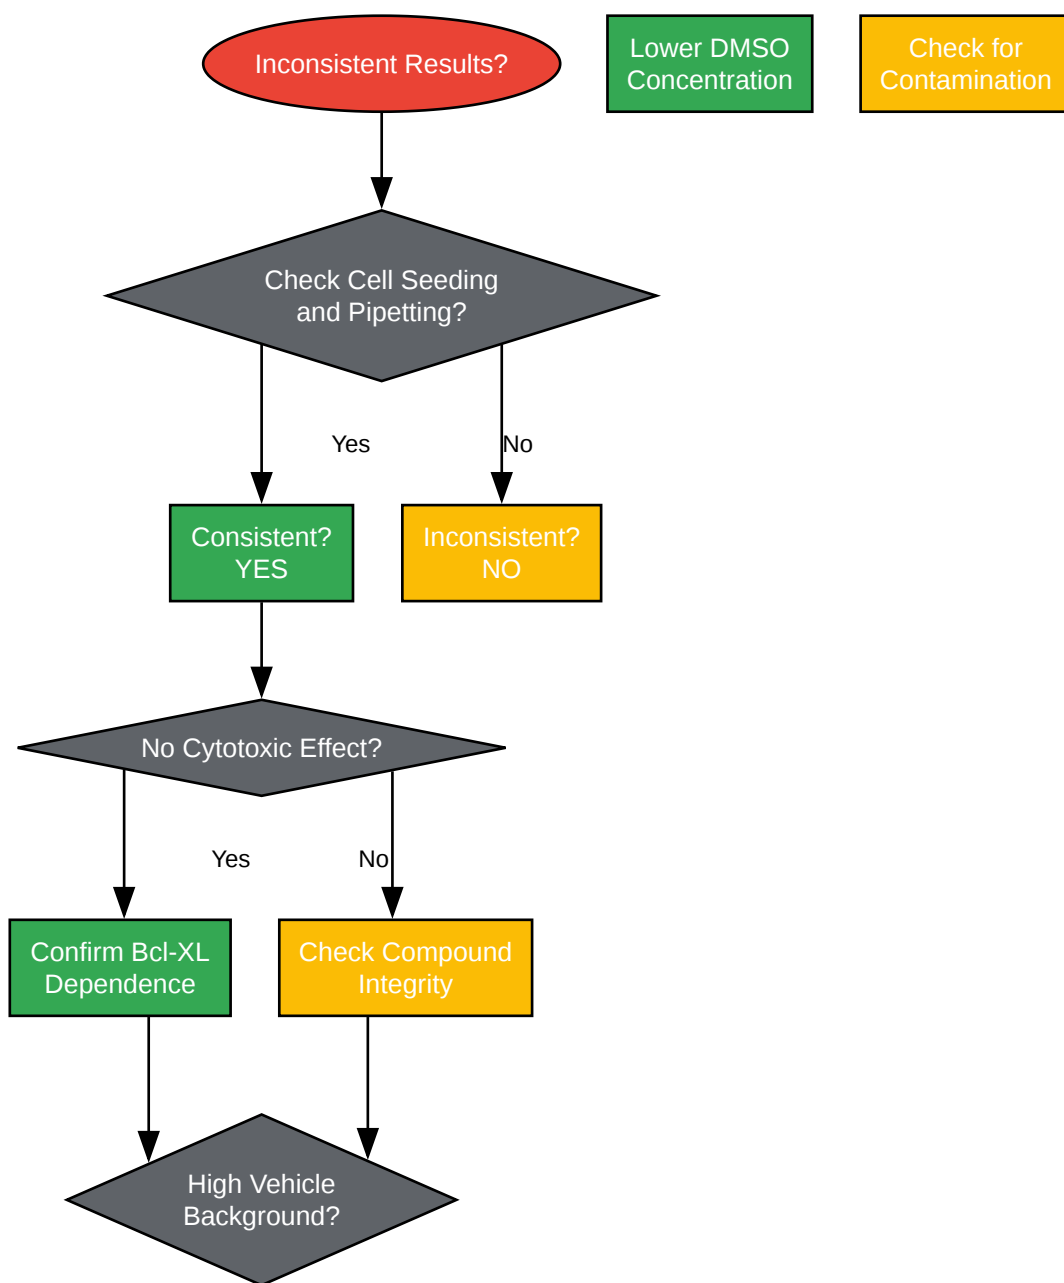 Inconsistent Results?
Lower DMSO
Concentration
Check for
Contamination
Check Cell Seeding
and Pipetting?
Yes
No
Consistent?
YES
Inconsistent?
NO
No Cytotoxic Effect?
Yes
No
Confirm Bcl-XL
Dependence
Check Compound
Integrity
High Vehicle
Background?